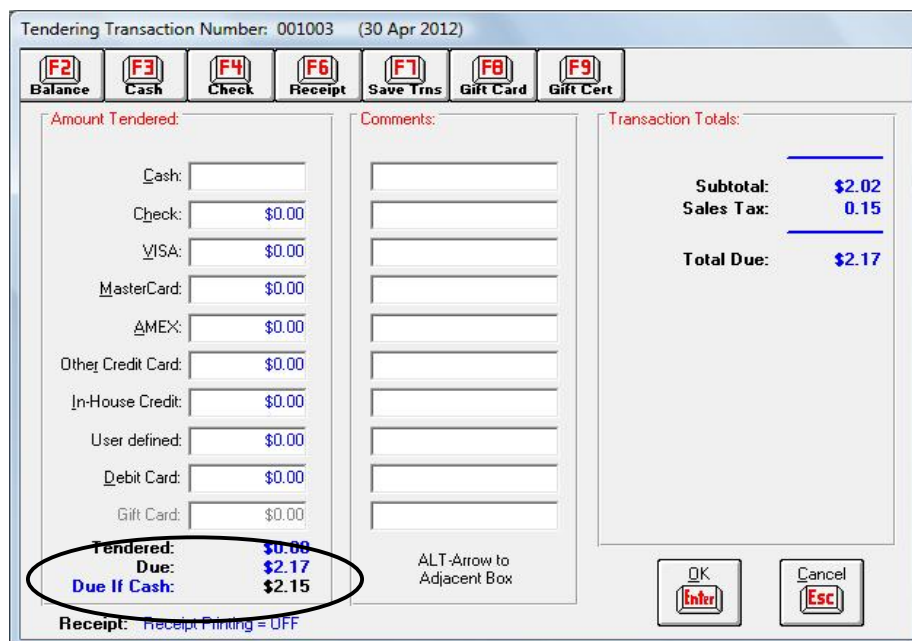 Tendering Transaction Number: 001003 (30 Apr 2012)
F2 F3 F4 F6 F7 F8 F9
Balance Cash Check Receipt Save Trns Gift Card Gift Cert
Amount Tendered:
Cash:
Check: $0.00
VISA: $0.00
MasterCard: $0.00
AMEX: $0.00
Other Credit Card: $0.00
In-House Credit: $0.00
User defined: $0.00
Debit Card: $0.00
Gift Card: $0.00
Tendered: $0.00
Due: $2.17
Due If Cash: $2.15
Receipt: Receipt Printing = OFF
Comments:
ALT-Arrow to
Adjacent Box
Transaction Totals:
Subtotal: $2.02
Sales Tax: 0.15
Total Due: $2.17
OK
Enter
Cancel
Esc